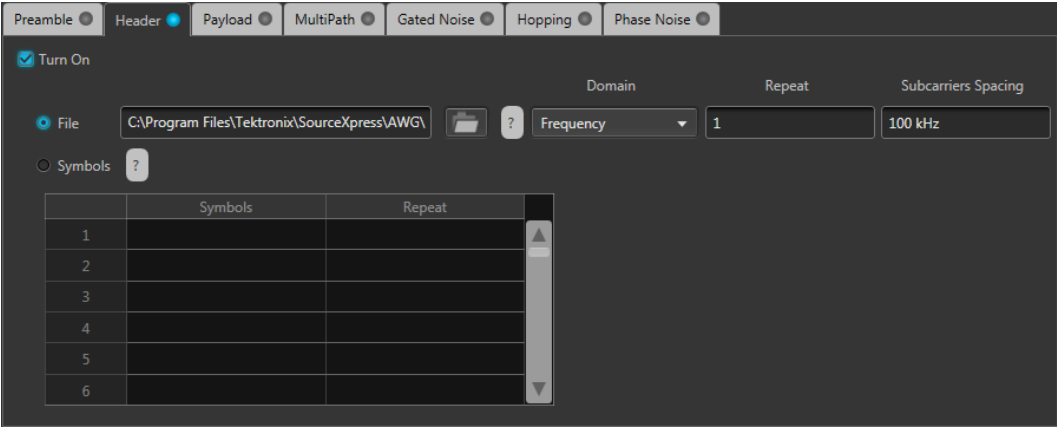 Preamble Header Payload MultiPath Gated Noise Hopping Phase Noise
Turn On
Domain Repeat Subcarriers Spacing
File C:\Program Files\Tektronix\SourceXpress\AWG\ ? Frequency 1 100 kHz
Symbols ?
Symbols Repeat
1
2
3
4
5
6